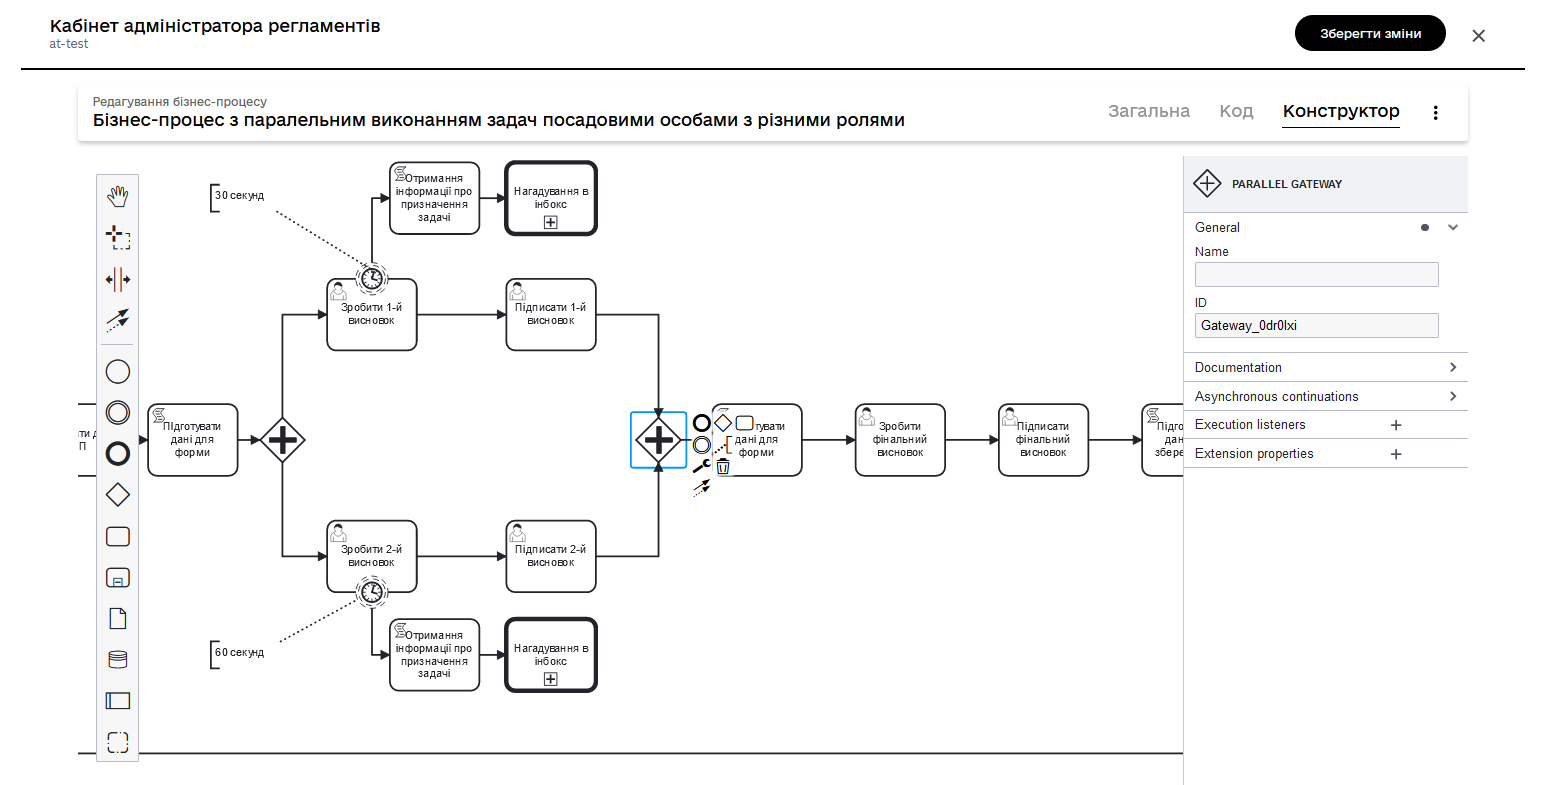 Кабінет адміністратора регламентів
at-test
Зберегти зміни
Редагування бізнес-процесу
Бізнес-процес з паралельним виконанням задач посадовими особами з різними ролями
Загальна
Код
Конструктор
30 секунд
Отримання
інформації про
призначення
задачі
Нагадування в
інбокс
Зробити 1-й
висновок
Підписати 1-й
висновок
Підготувати
дані для
форми
тувати
дані для
форми
Зробити
фінальний
висновок
Підписати
фінальний
висновок
Підго
дан
збере
Зробити 2-й
висновок
Підписати 2-й
висновок
60 секунд
Отримання
інформації про
призначення
задачі
Нагадування в
інбокс
PARALLEL GATEWAY
General
Name
ID
Gateway_0dr0lxi
Documentation
Asynchronous continuations
Execution listeners
Extension properties